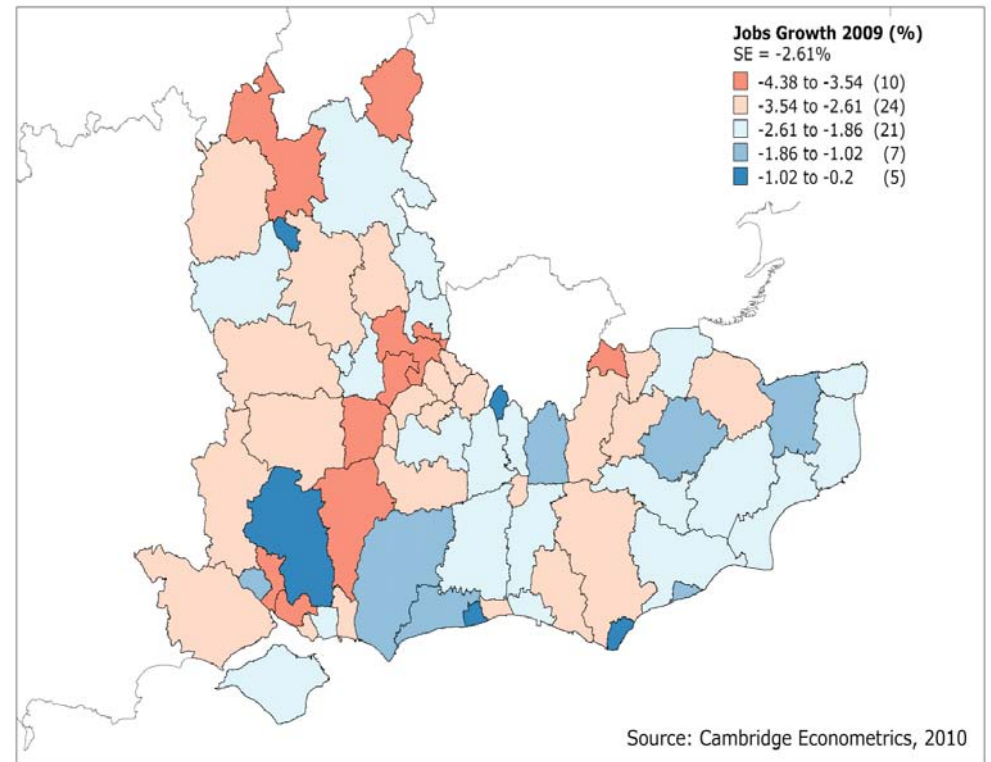 Jobs Growth 2009 (%)
SE = -2.61%
-4.38 to -3.54 (10)
-3.54 to -2.61 (24)
-2.61 to -1.86 (21)
-1.86 to -1.02 (7)
-1.02 to -0.2 (5)
Source: Cambridge Econometrics, 2010